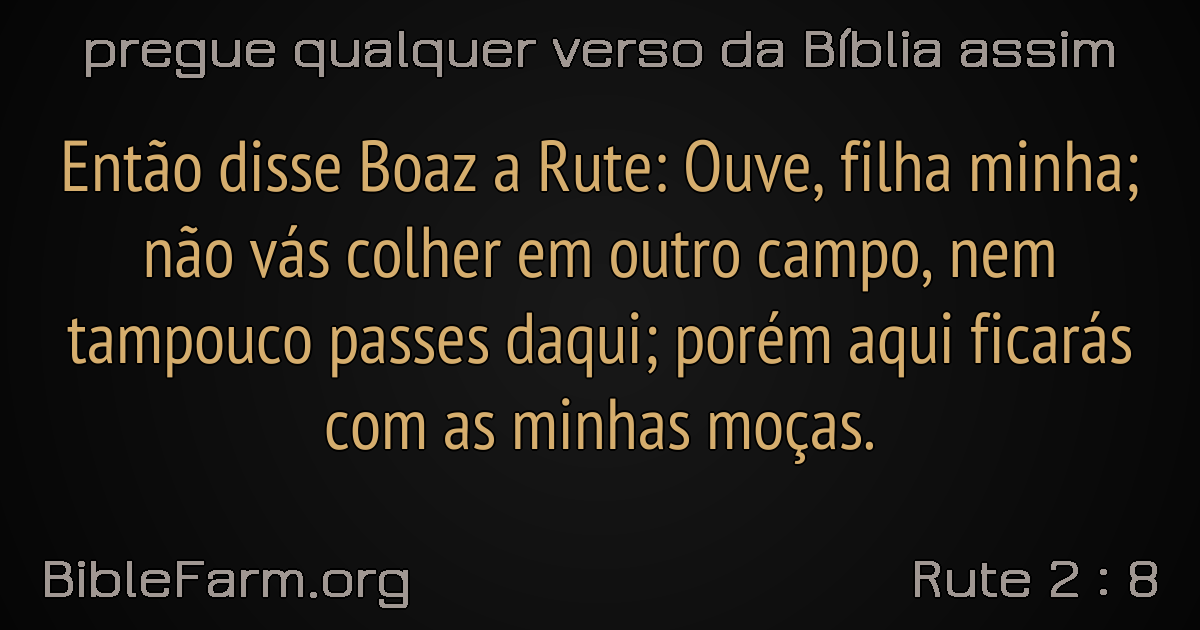 pregue qualquer verso da Bíblia assim
Então disse Boaz a Rute: Ouve, filha minha;
não vás colher em outro campo, nem
tampouco passes daqui; porém aqui ficarás
com as minhas moças.
BibleFarm.org
Rute 2 : 8